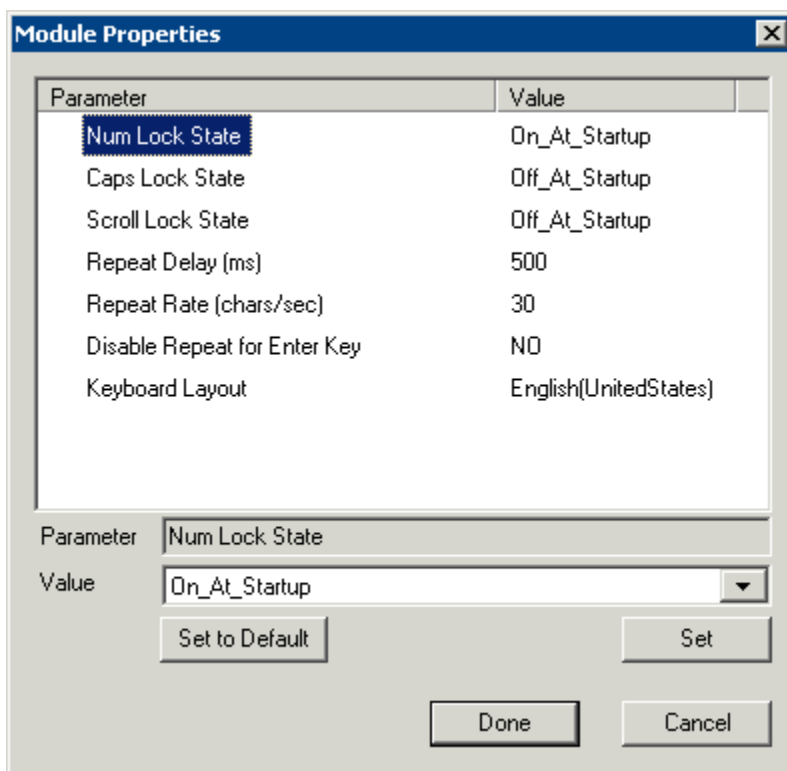 Module Properties
Parameter Value
Num Lock State On_At_Startup
Caps Lock State Off_At_Startup
Scroll Lock State Off_At_Startup
Repeat Delay (ms) 500
Repeat Rate (chars/sec) 30
Disable Repeat for Enter Key NO
Keyboard Layout English(UnitedStates)
Parameter Num Lock State
Value On_At_Startup
Set to Default Set
Done Cancel